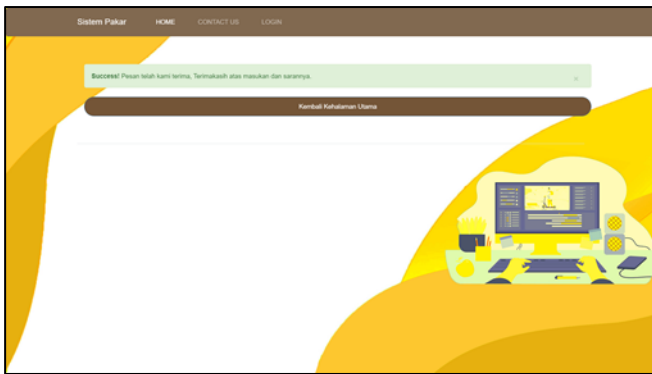 Sistem Pakar HOME CONTACT US LOGIN
Success! Pesan telah kami terima, Terimakasih atas masukan dan sarannya. ×
Kembali Kehalaman Utama